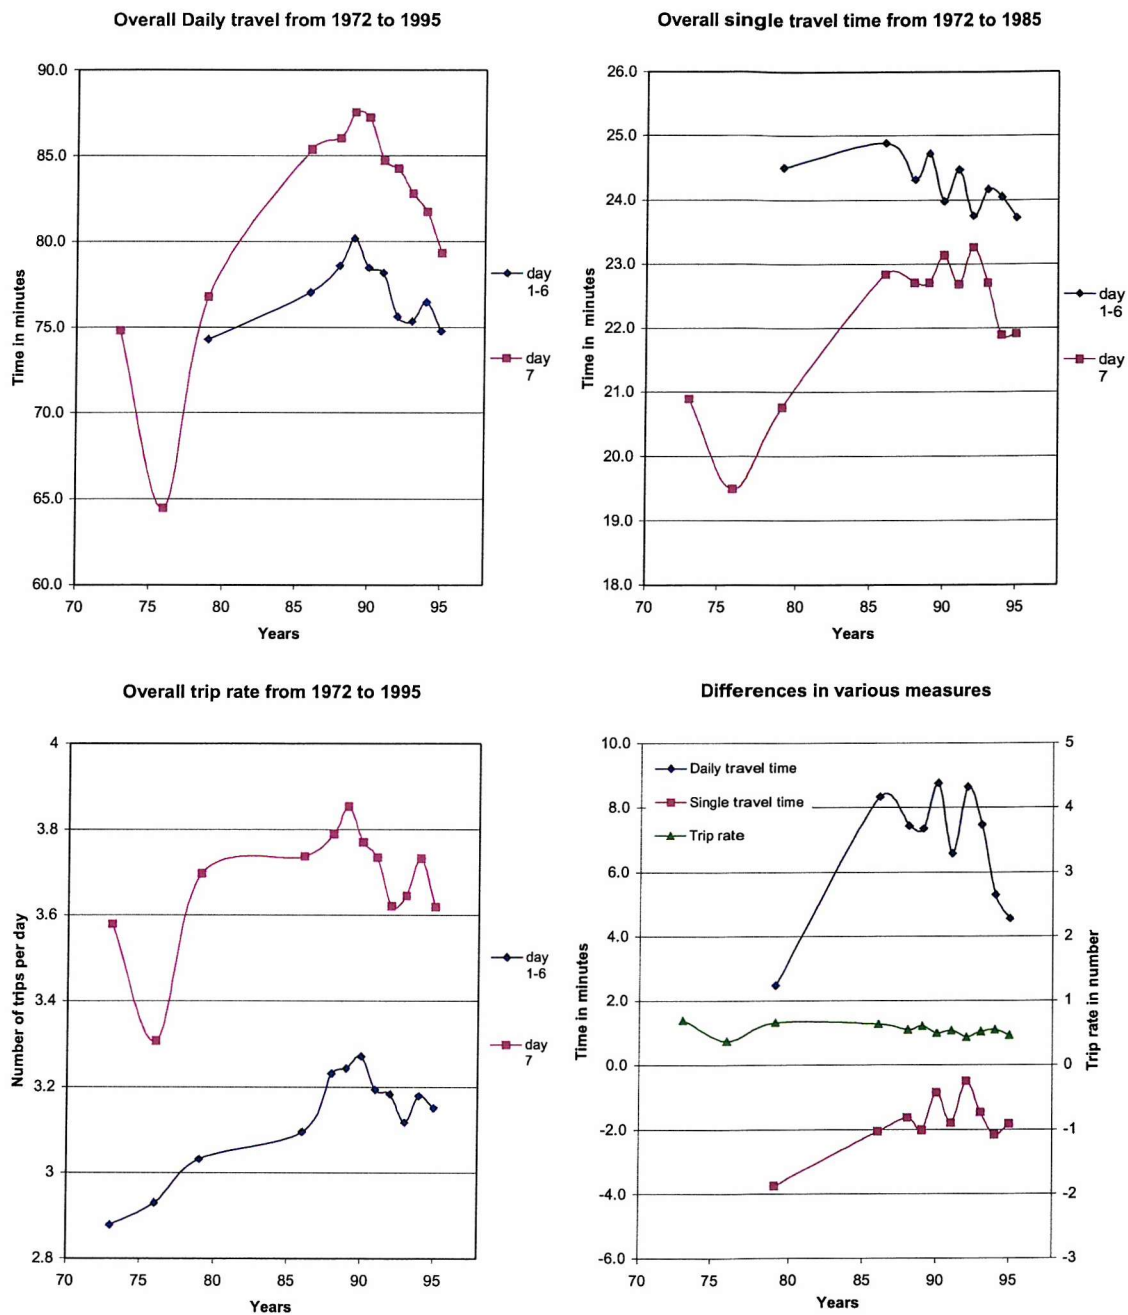 Overall Daily travel from 1972 to 1995
90.0
85.0
80.0
75.0
70.0
65.0
60.0
Time in minutes
70 75 80 85 90 95
Years
day
1-6
day
7
Overall single travel time from 1972 to 1985
26.0
25.0
24.0
23.0
22.0
21.0
20.0
19.0
18.0
Time in minutes
70 75 80 85 90 95
Years
day
1-6
day
7
Overall trip rate from 1972 to 1995
4
3.8
3.6
3.4
3.2
3
2.8
Number of trips per day
70 75 80 85 90 95
Years
day
1-6
day
7
Differences in various measures
10.0
8.0
6.0
4.0
2.0
0.0
-2.0
-4.0
-6.0
Time in minutes
Daily travel time
Single travel time
Trip rate
5
4
3
2
1
0
-1
-2
-3
Trip rate in number
70 75 80 85 90 95
Years